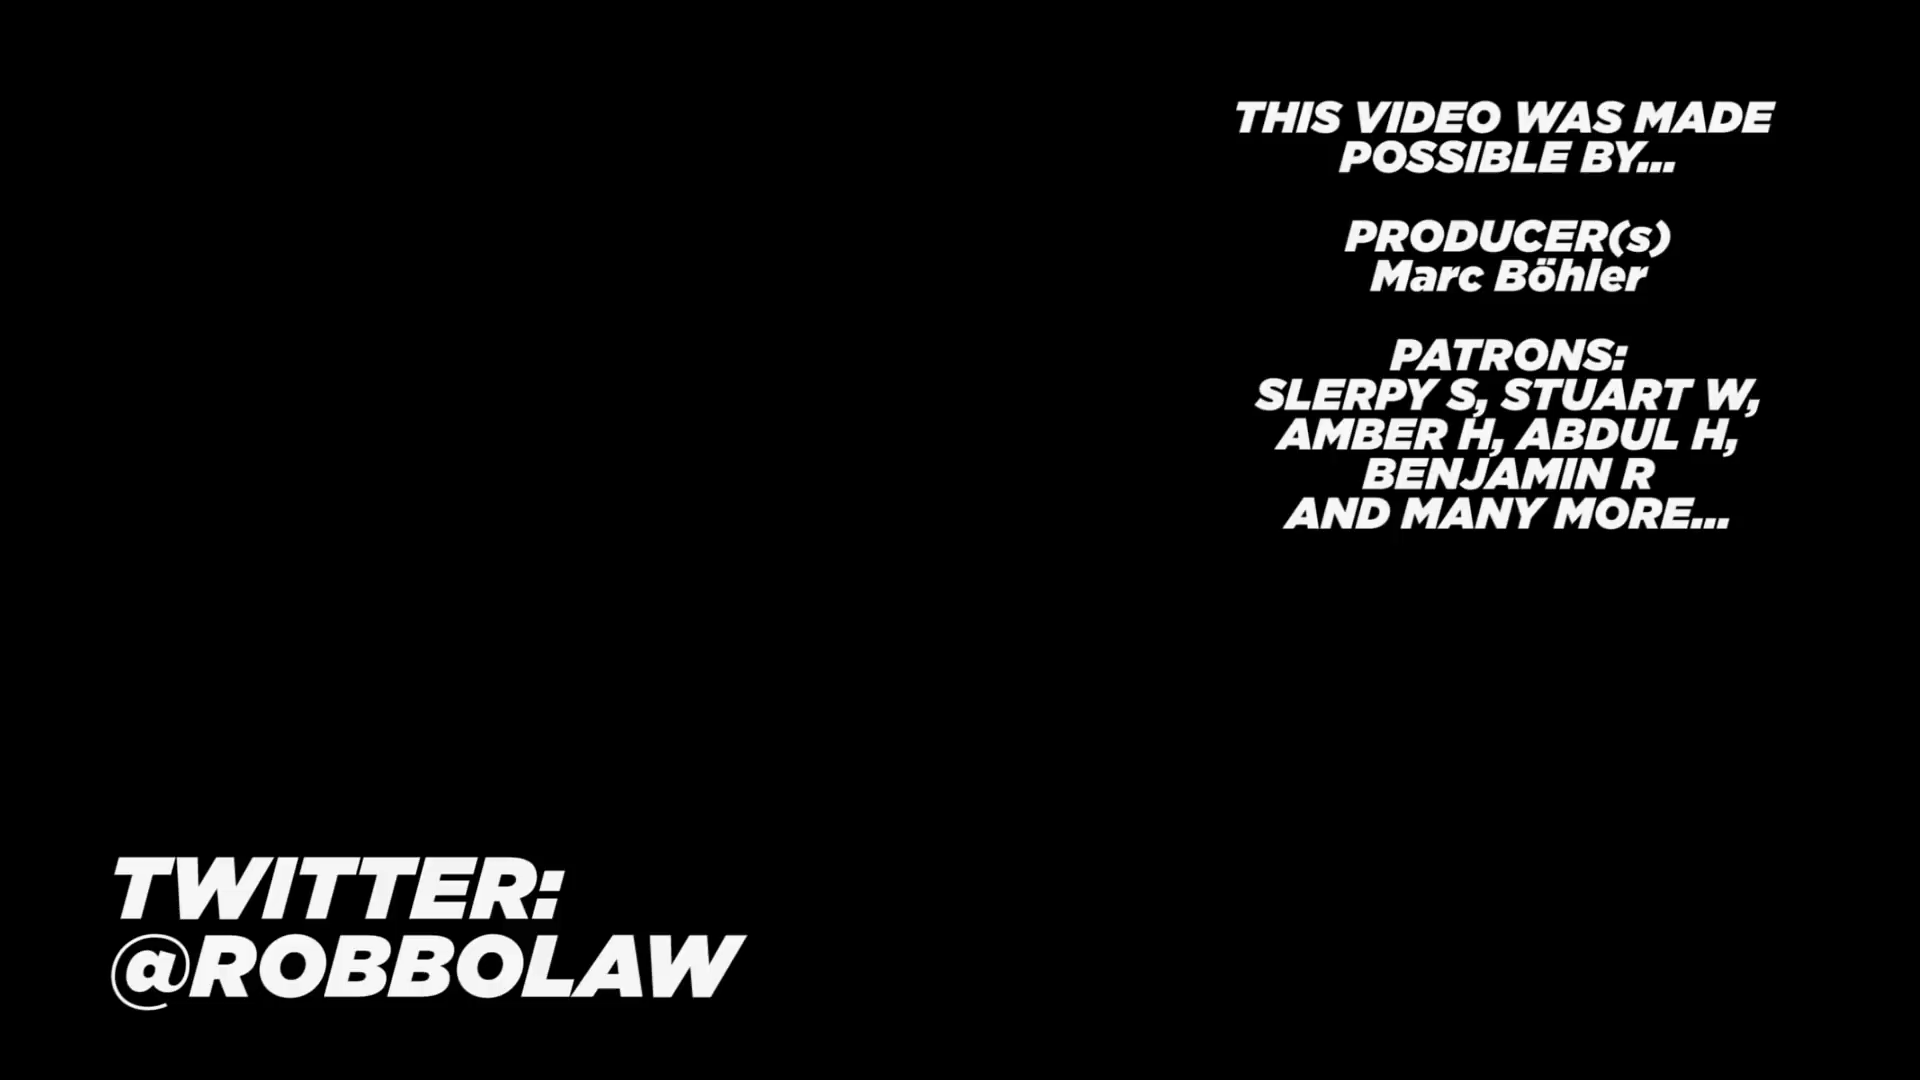 THIS VIDEO WAS MADE
POSSIBLE BY...
PRODUCER(s)
Marc Böhler
PATRONS:
SLERPY S, STUART W,
AMBER H, ABDUL H,
BENJAMIN R
AND MANY MORE...
TWITTER:
@ROBBOLAW